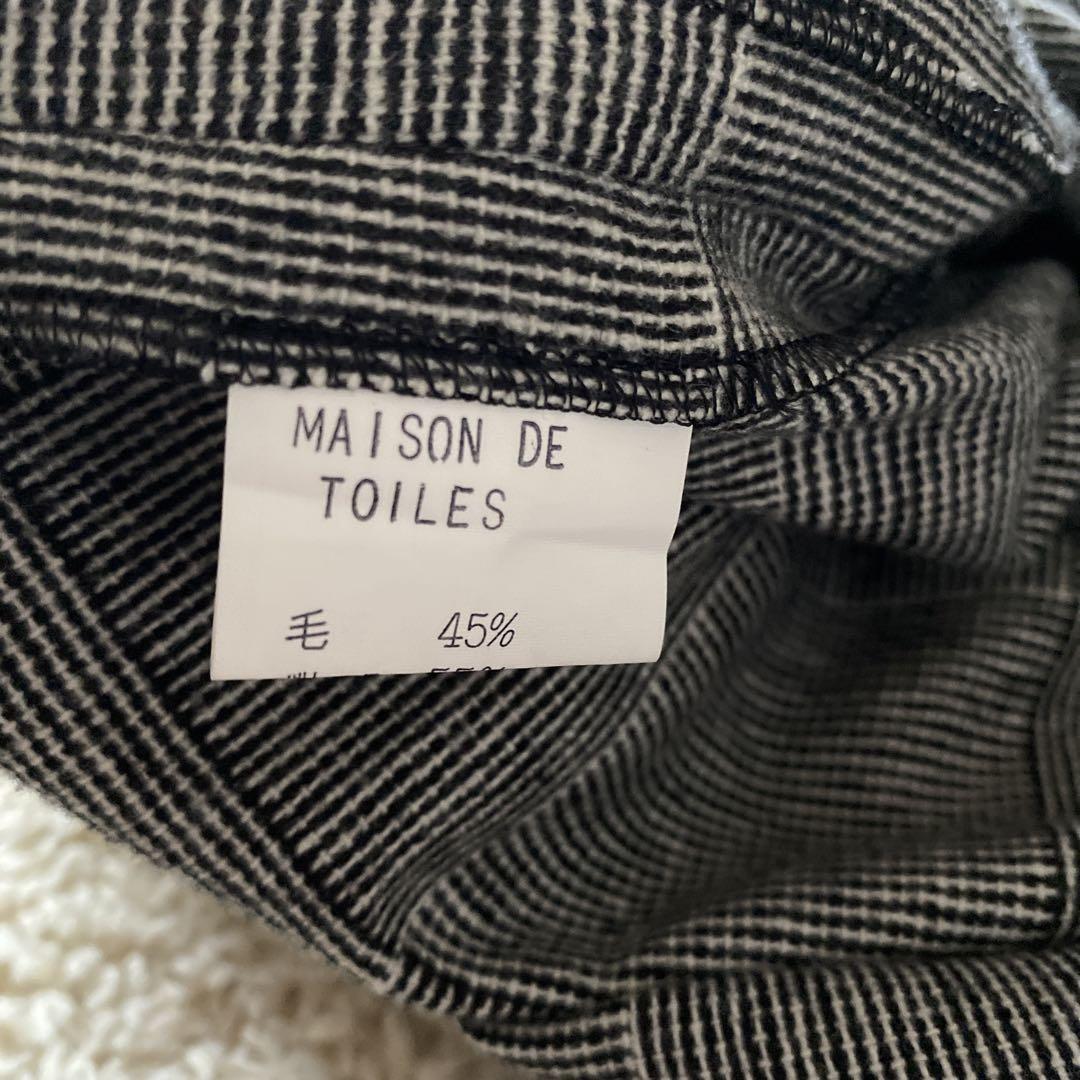 MAISON DE
TOILES
毛 45%